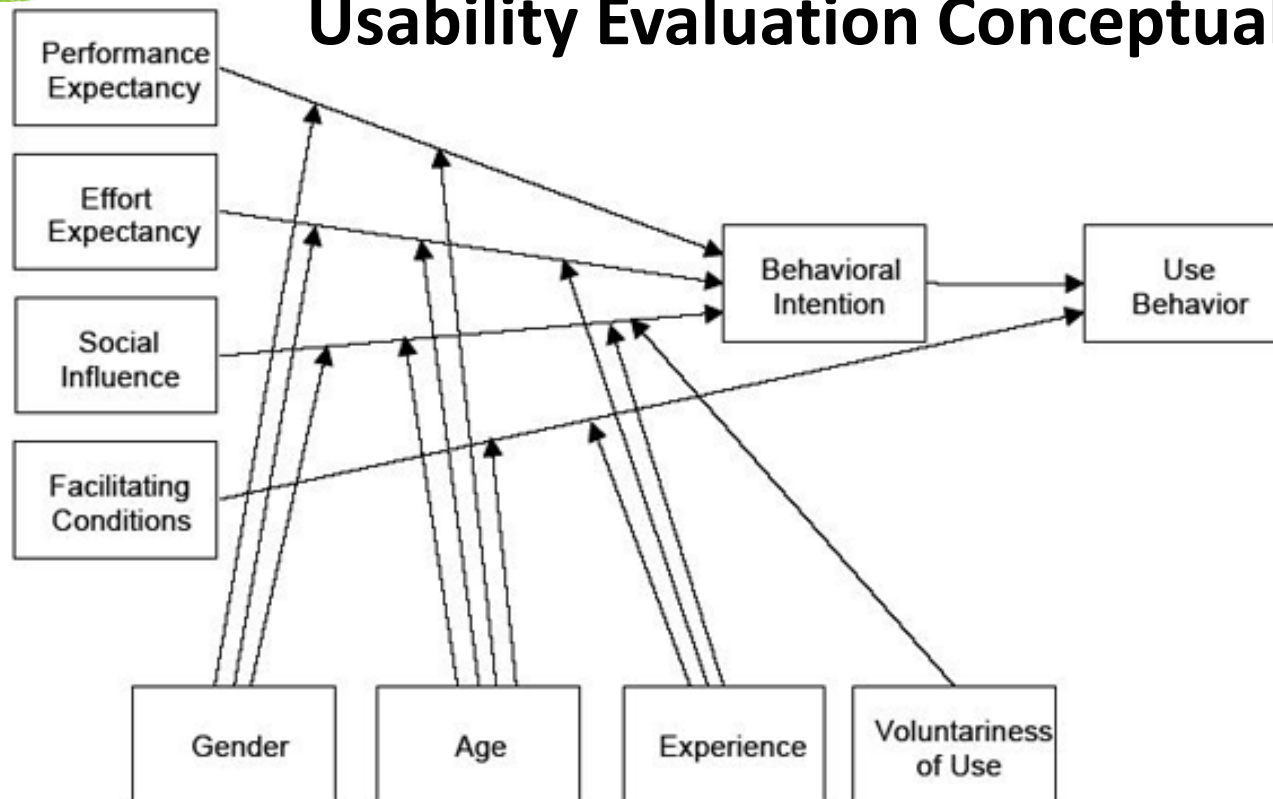 Usability Evaluation Conceptual
Performance
Expectancy
Effort
Expectancy
Social
Influence
Facilitating
Conditions
Behavioral
Intention
Use
Behavior
Gender
Age
Experience
Voluntariness
of Use